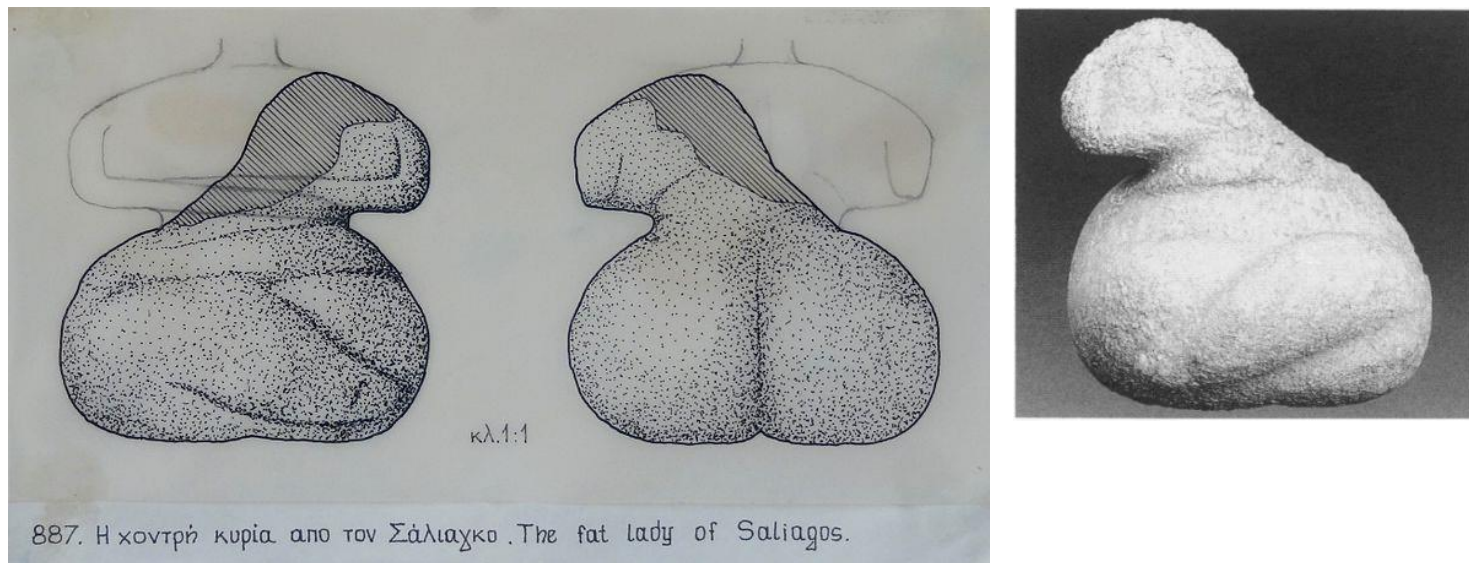 κλ.1:1
887. Η χοντρή κυρία απο τον Σάλιαγκο. The fat lady of Saliagos.